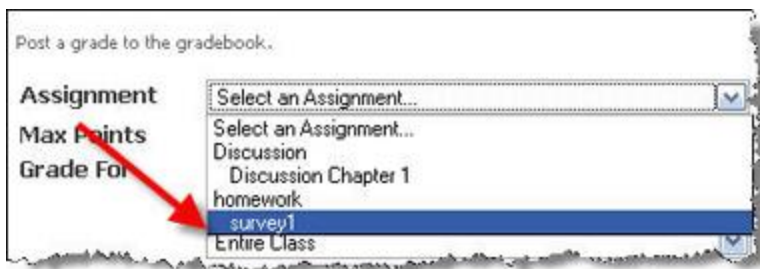 Post a grade to the gradebook.
Assignment
Select an Assignment...
Max Points
Select an Assignment...
Discussion
Grade For
Discussion Chapter 1
homework
survey1
Entire Class